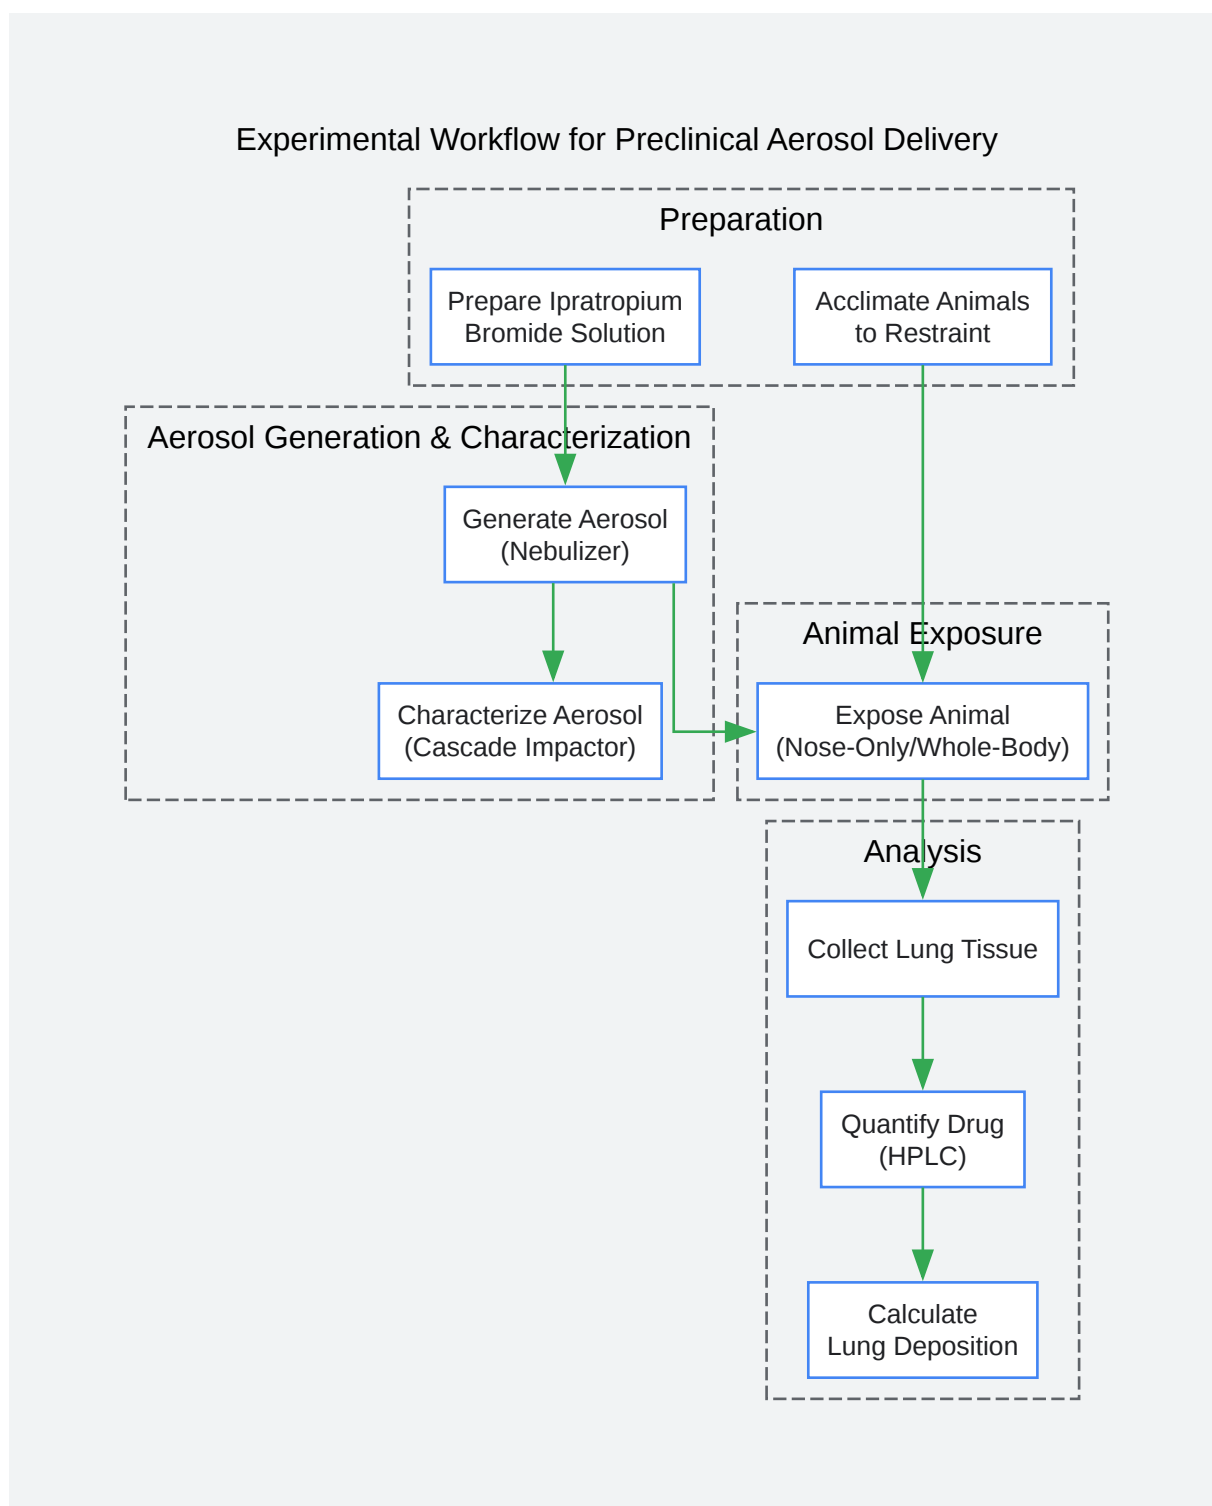 Experimental Workflow for Preclinical Aerosol Delivery
Preparation
Prepare Ipratropium
Bromide Solution
Acclimate Animals
to Restraint
Aerosol Generation & Characterization
Generate Aerosol
(Nebulizer)
Characterize Aerosol
(Cascade Impactor)
Animal Exposure
Expose Animal
(Nose-Only/Whole-Body)
Analysis
Collect Lung Tissue
Quantify Drug
(HPLC)
Calculate
Lung Deposition